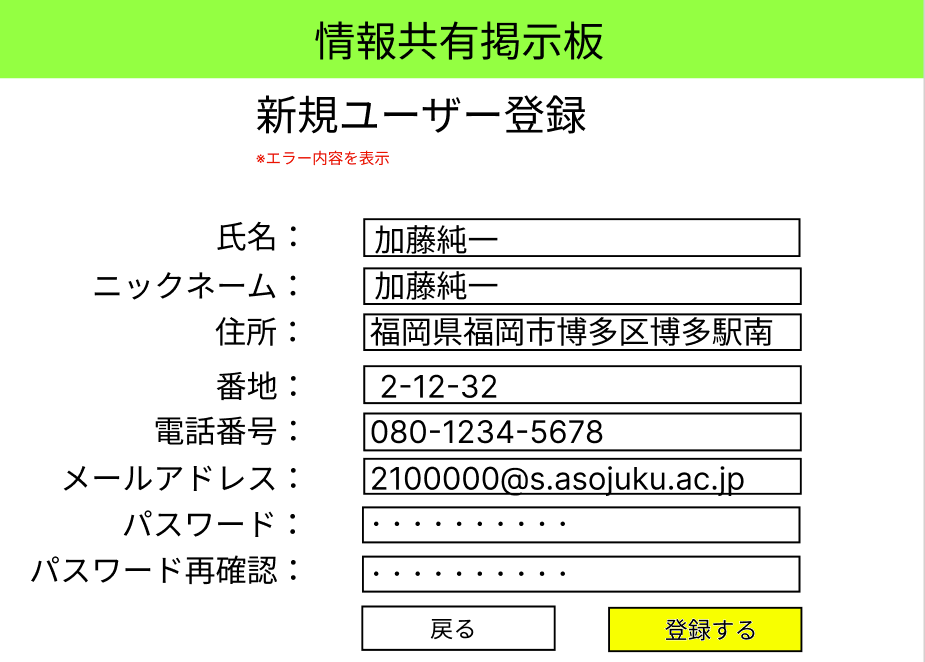 情報共有掲示板
新規ユーザー登録
※エラー内容を表示
氏名： 加藤純一
ニックネーム： 加藤純一
住所： 福岡県福岡市博多区博多駅南
番地： 2-12-32
電話番号： 080-1234-5678
メールアドレス： 2100000@s.asojuku.ac.jp
パスワード： ・・・・・・・・・・
パスワード再確認： ・・・・・・・・・・
戻る 登録する